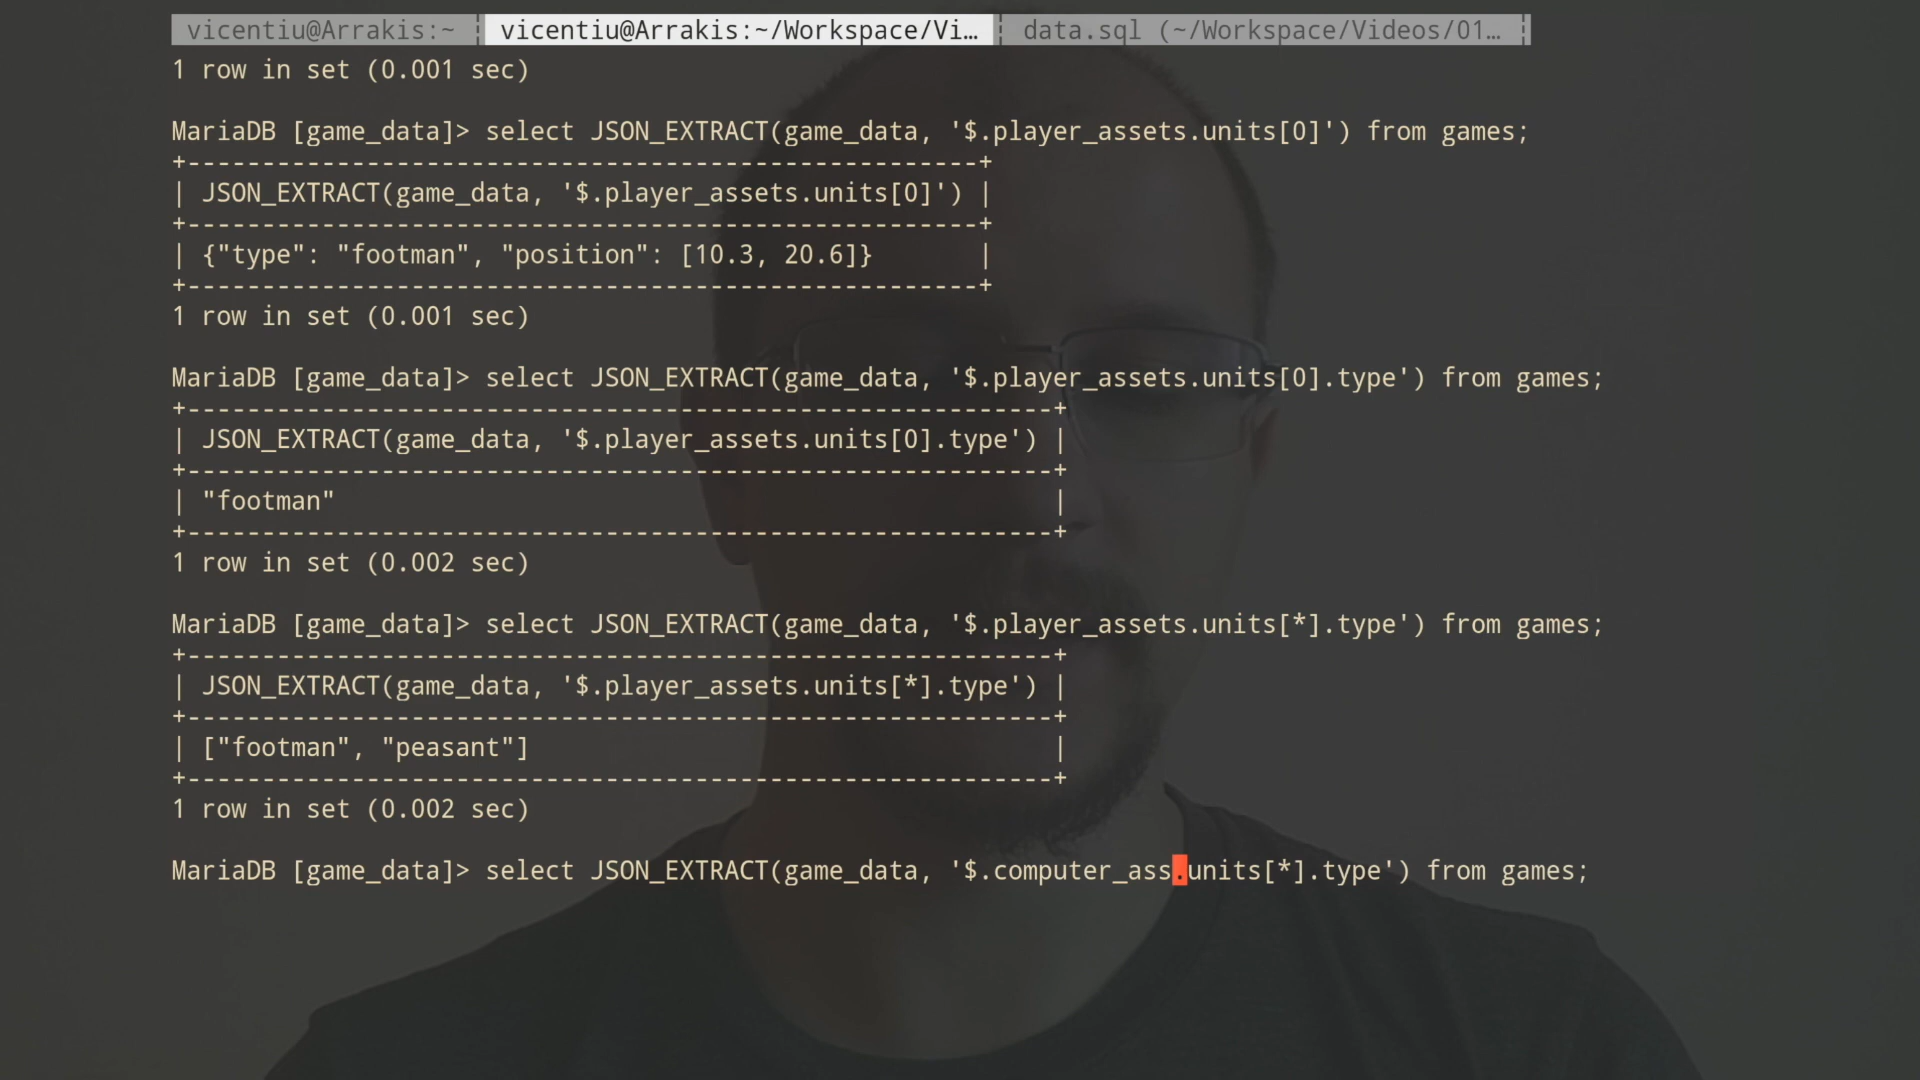 vicentiu@Arrakis:~ vicentiu@Arrakis:~/Workspace/Vi… data.sql (~/Workspace/Videos/01…
1 row in set (0.001 sec)
MariaDB [game_data]> select JSON_EXTRACT(game_data, '$.player_assets.units[0]') from games;
+-----------------------------------------------------+
| JSON_EXTRACT(game_data, '$.player_assets.units[0]') |
+-----------------------------------------------------+
| {"type": "footman", "position": [10.3, 20.6]}       |
+-----------------------------------------------------+
1 row in set (0.001 sec)
MariaDB [game_data]> select JSON_EXTRACT(game_data, '$.player_assets.units[0].type') from games;
+----------------------------------------------------------+
| JSON_EXTRACT(game_data, '$.player_assets.units[0].type') |
+----------------------------------------------------------+
| "footman"                                                |
+----------------------------------------------------------+
1 row in set (0.002 sec)
MariaDB [game_data]> select JSON_EXTRACT(game_data, '$.player_assets.units[*].type') from games;
+----------------------------------------------------------+
| JSON_EXTRACT(game_data, '$.player_assets.units[*].type') |
+----------------------------------------------------------+
| ["footman", "peasant"]                                   |
+----------------------------------------------------------+
1 row in set (0.002 sec)
MariaDB [game_data]> select JSON_EXTRACT(game_data, '$.computer_ass.units[*].type') from games;